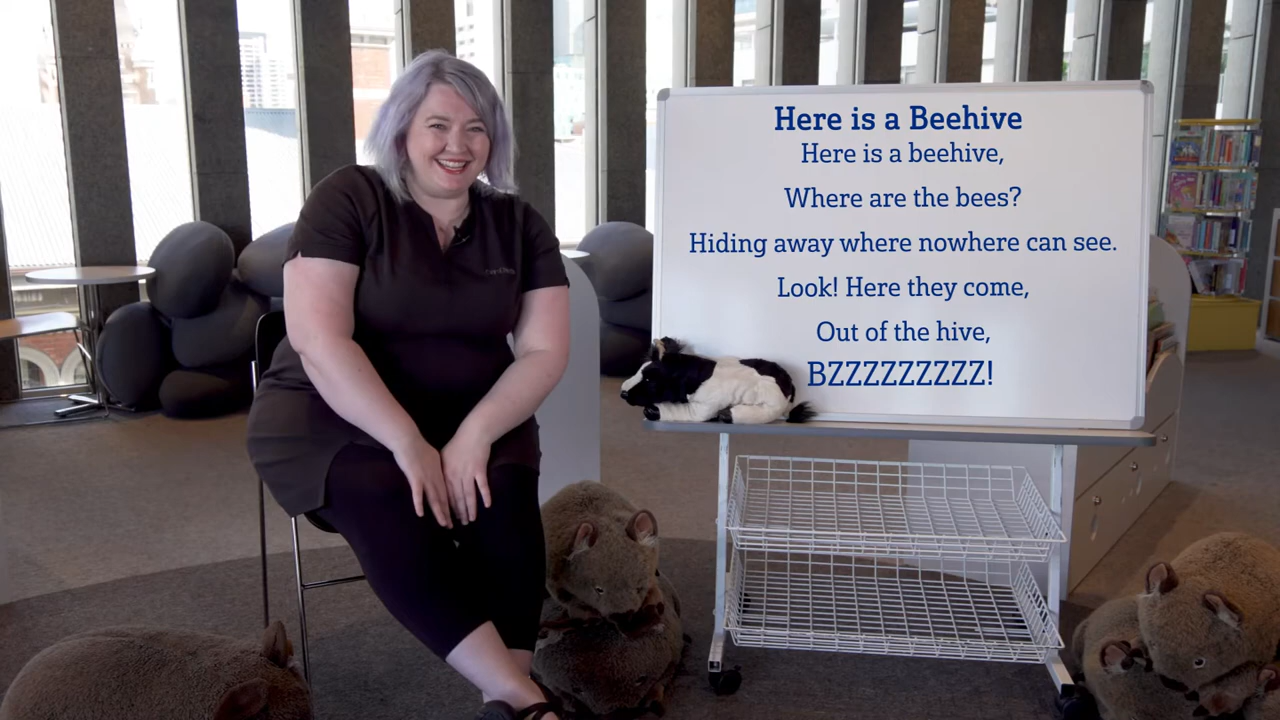 Here is a Beehive
Here is a beehive,
Where are the bees?
Hiding away where nowhere can see.
Look! Here they come,
Out of the hive,
BZZZZZZZZZ!